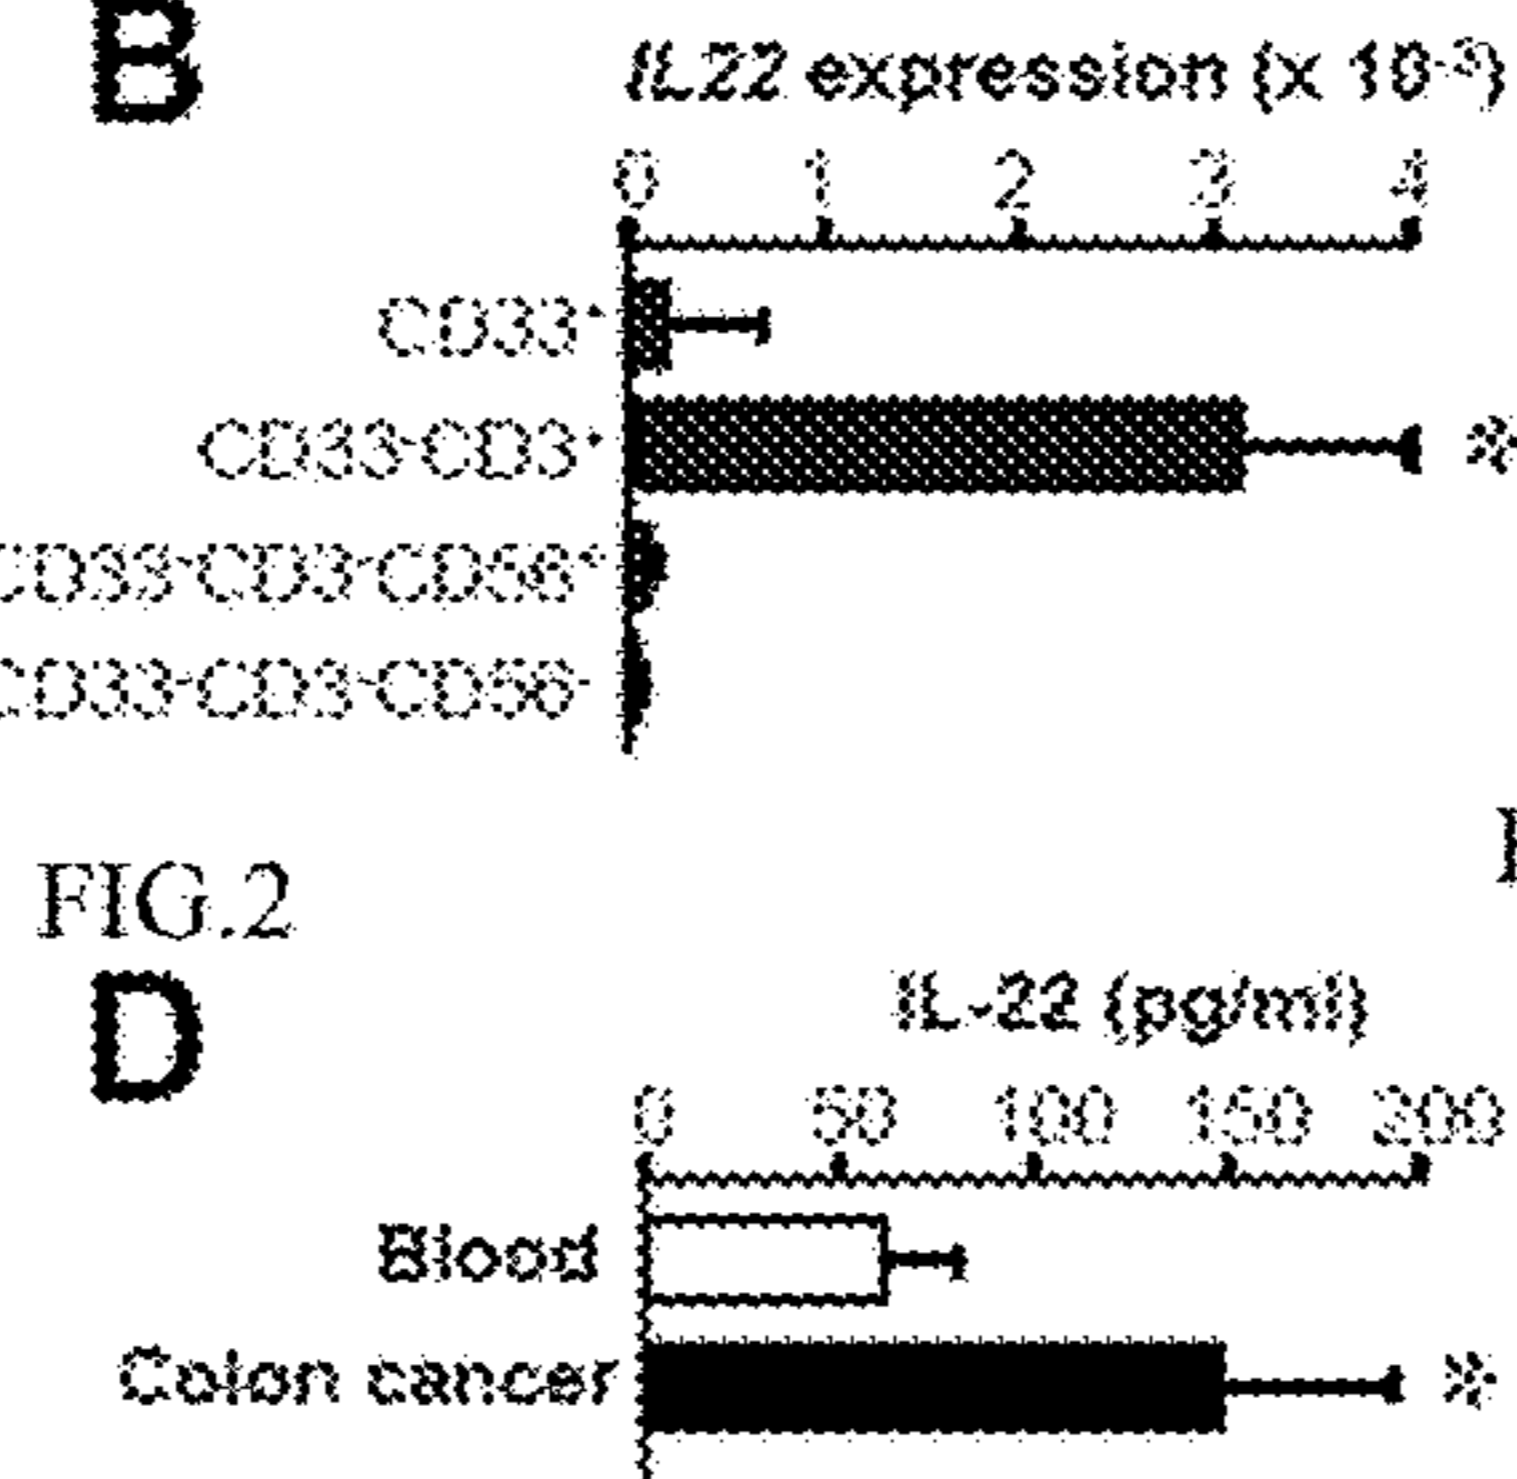 B
IL22 expression (x 10⁻³)
0 1 2 3 4
CD33⁺
CD33⁻CD3⁺ *
CD33⁻CD3⁻CD56⁺
CD33⁻CD3⁻CD56⁻
FIG.2
D
IL-22 (pg/ml)
0 50 100 150 200
Blood
Colon cancer *